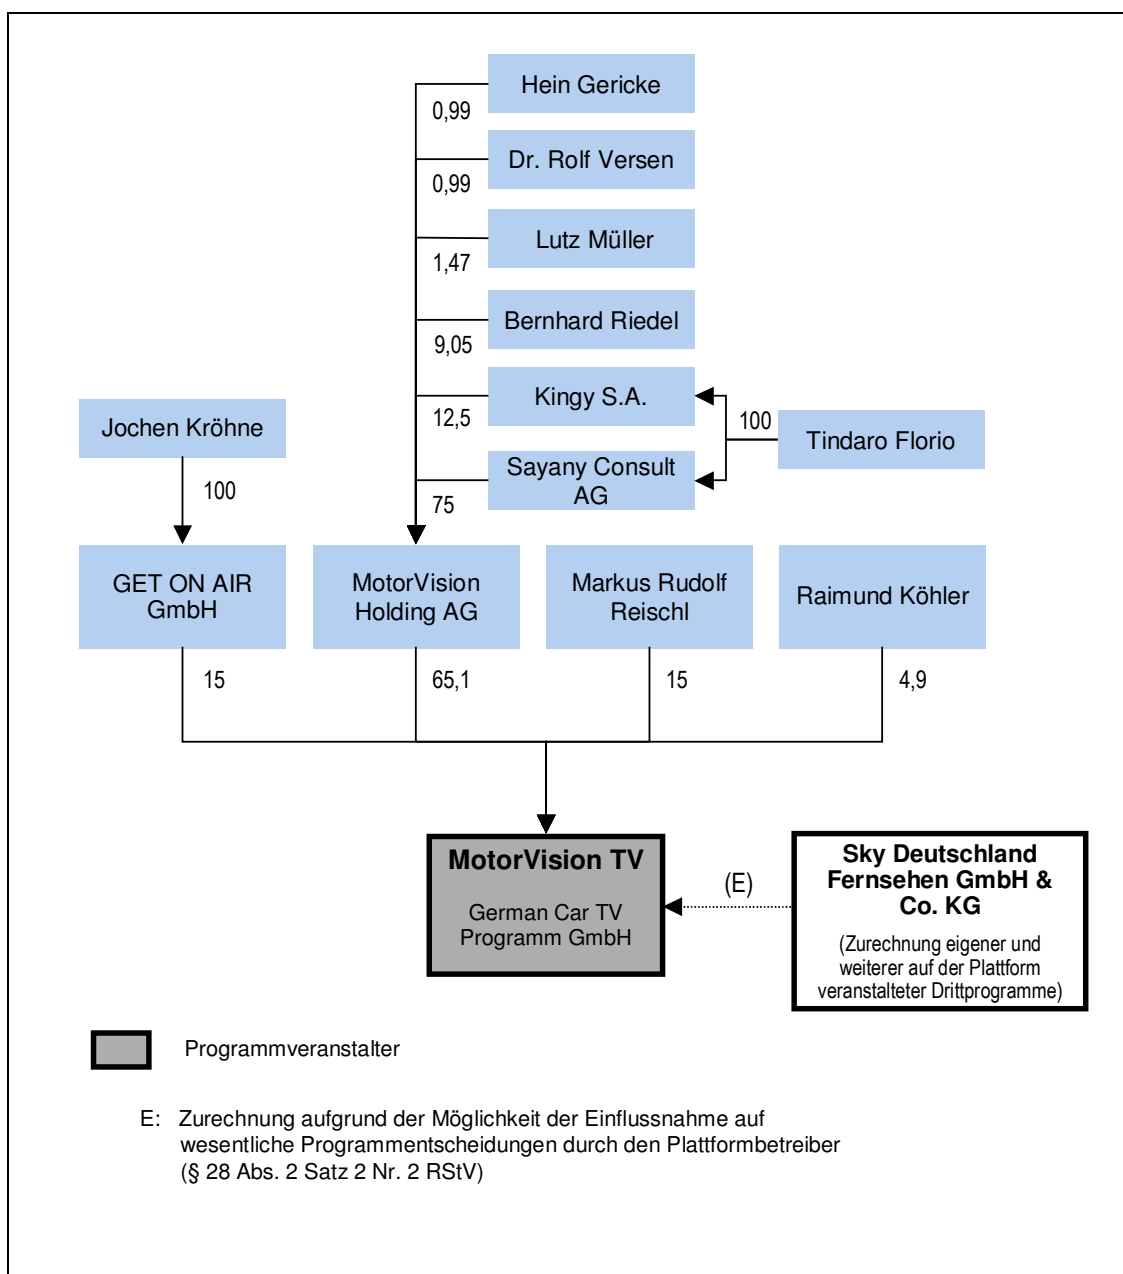 Hein Gericke
0,99
Dr. Rolf Versen
0,99
Lutz Müller
1,47
Bernhard Riedel
9,05
Kingy S.A.
12,5
Sayany Consult
AG
75
100
Tindaro Florio
Jochen Kröhne
100
GET ON AIR
GmbH
MotorVision
Holding AG
Markus Rudolf
Reischl
Raimund Köhler
15
65,1
15
4,9
MotorVision TV
German Car TV
Programm GmbH
(E)
Sky Deutschland
Fernsehen GmbH &
Co. KG
(Zurechnung eigener und
weiterer auf der Plattform
veranstalteter Drittprogramme)
Programmveranstalter
E: Zurechnung aufgrund der Möglichkeit der Einflussnahme auf
wesentliche Programmentscheidungen durch den Plattformbetreiber
(§ 28 Abs. 2 Satz 2 Nr. 2 RStV)